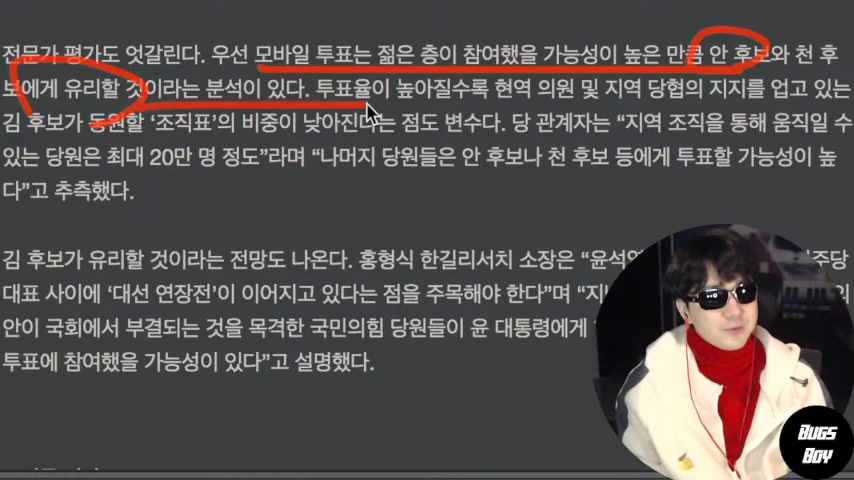 전문가 평가도 엇갈린다. 우선 모바일 투표는 젊은 층이 참여했을 가능성이 높은 만큼 안 후보와 천 후
보에게 유리할 것이라는 분석이 있다. 투표율이 높아질수록 현역 의원 및 지역 당협의 지지를 업고 있는
김 후보가 동원할 ‘조직표’의 비중이 낮아진다는 점도 변수다. 당 관계자는 “지역 조직을 통해 움직일 수
있는 당원은 최대 20만 명 정도”라며 “나머지 당원들은 안 후보나 천 후보 등에게 투표할 가능성이 높
다”고 추측했다.
김 후보가 유리할 것이라는 전망도 나온다. 홍형식 한길리서치 소장은 “윤석열 주당
대표 사이에 ‘대선 연장전’이 이어지고 있다는 점을 주목해야 한다”며 의
안이 국회에서 부결되는 것을 목격한 국민의힘 당원들이 윤 대통령에게
투표에 참여했을 가능성이 있다”고 설명했다.
BUGS
BOY